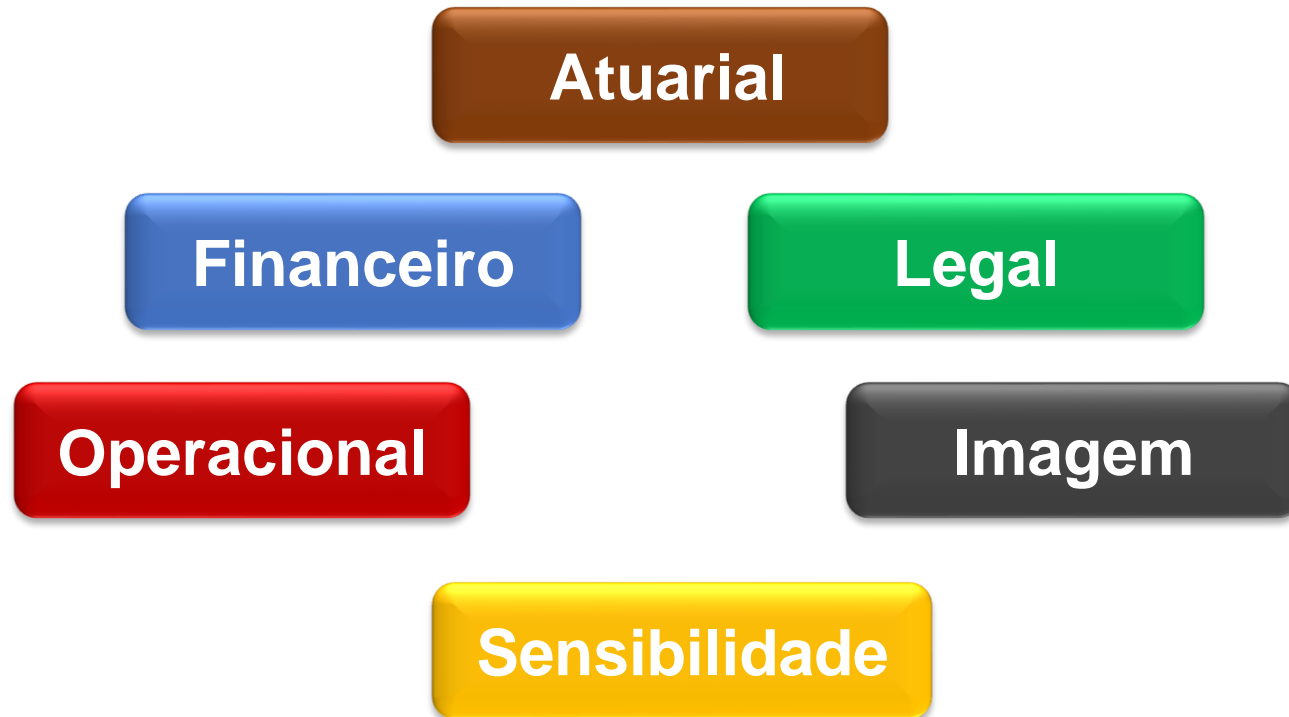 Atuarial
Financeiro
Legal
Operacional
Imagem
Sensibilidade